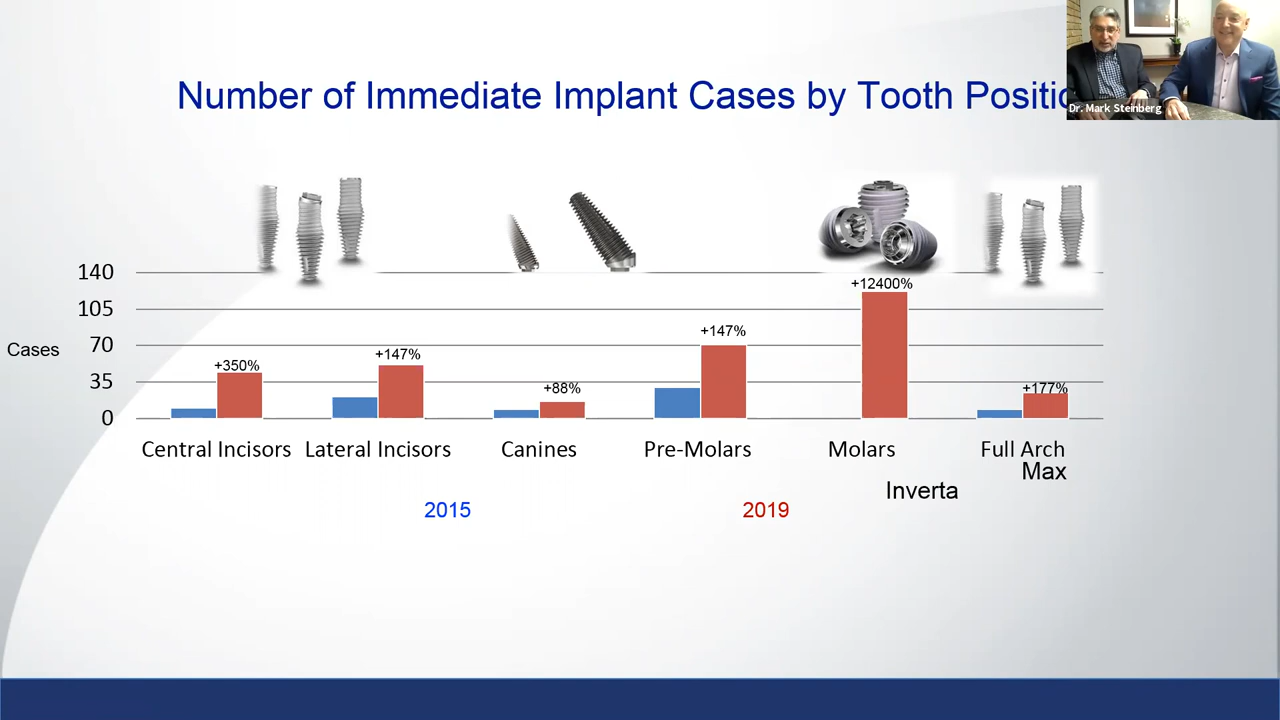 Number of Immediate Implant Cases by Tooth Positio
Dr. Mark Steinberg
140
105
70
35
0
Cases
+350%
+147%
+88%
+147%
+12400%
+177%
Central Incisors
Lateral Incisors
Canines
Pre-Molars
Molars
Full Arch
Max
Inverta
2015
2019